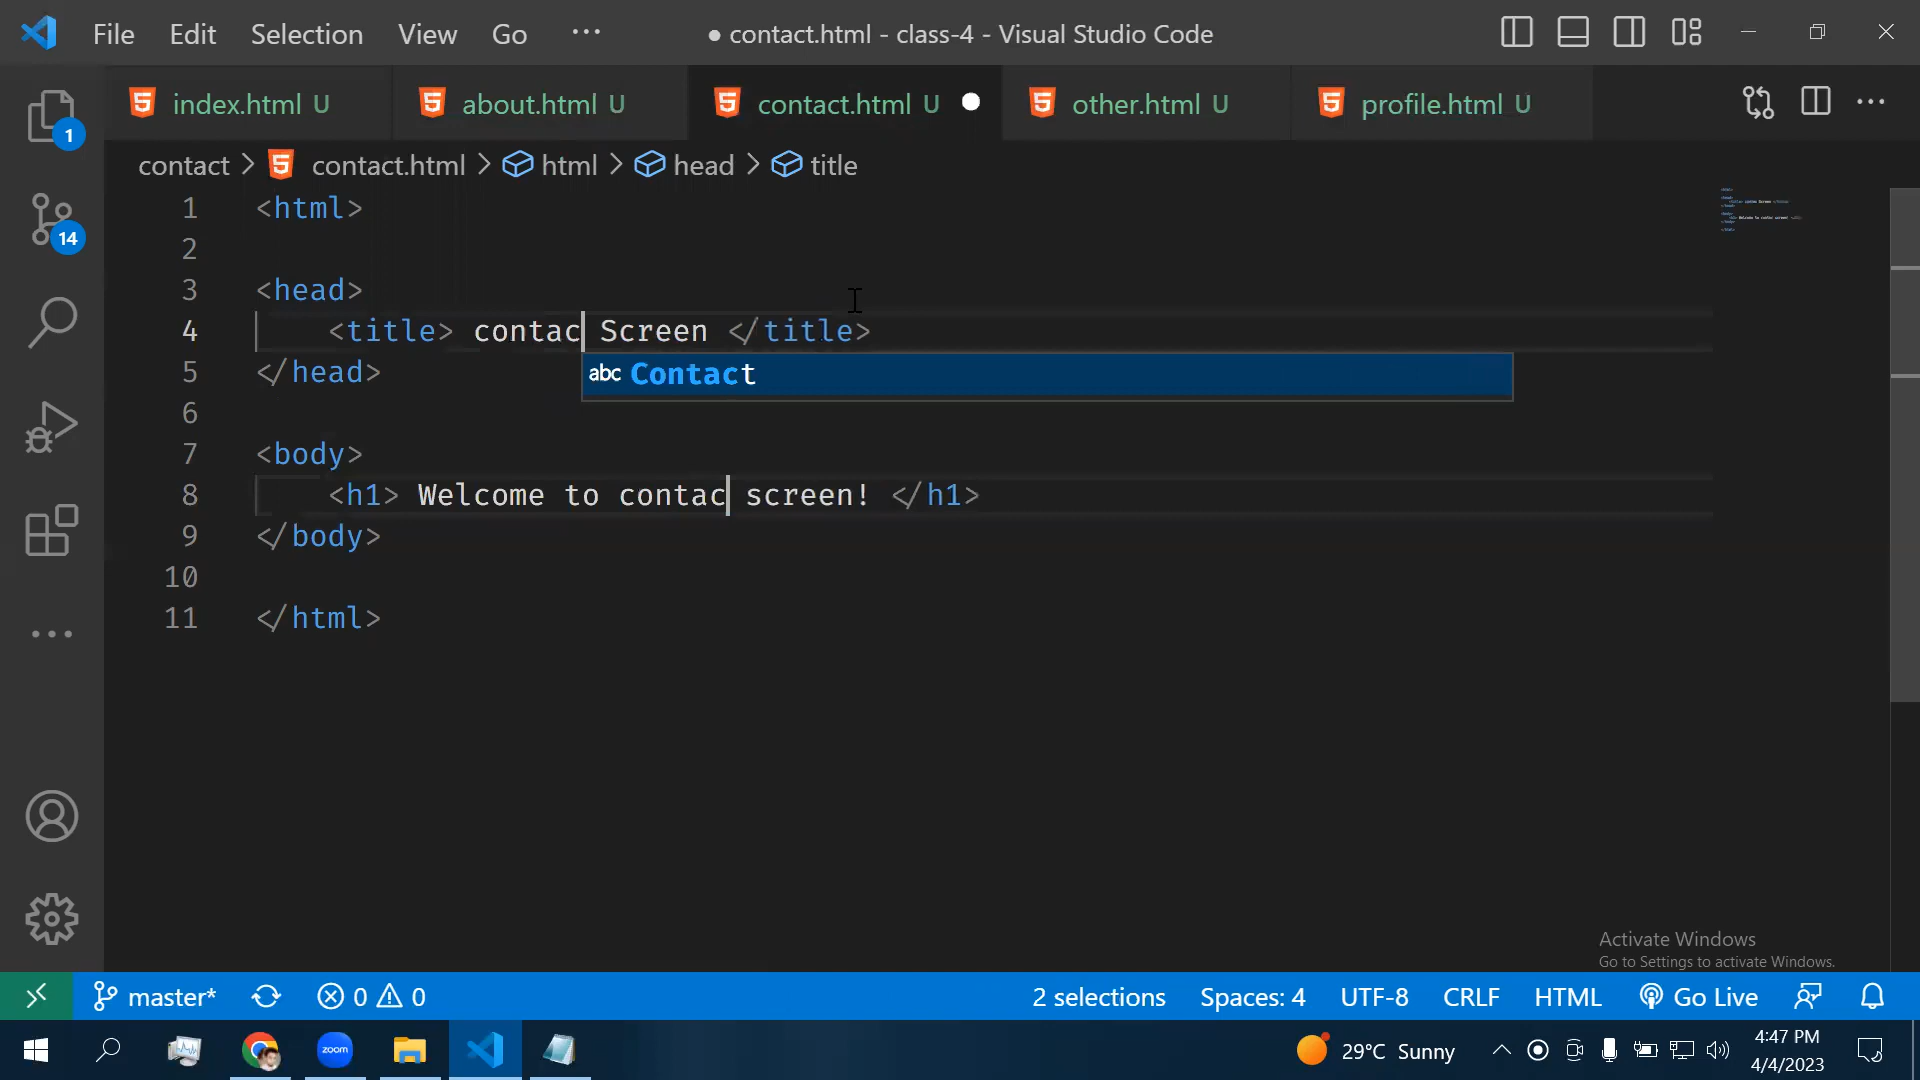 File Edit Selection View Go ··· ● contact.html - class-4 - Visual Studio Code
index.html U about.html U contact.html U other.html U profile.html U
1
contact > contact.html > html > head > title
1 <html>
2
14
3 <head>
4 <title> contac Screen </title>
5 </head>
abc Contact
6
7 <body>
8 <h1> Welcome to contac screen! </h1>
9 </body>
10
11 </html>
Activate Windows
Go to Settings to activate Windows.
master* 0 0 2 selections Spaces: 4 UTF-8 CRLF HTML Go Live
zoom 29°C Sunny 4:47 PM
4/4/2023